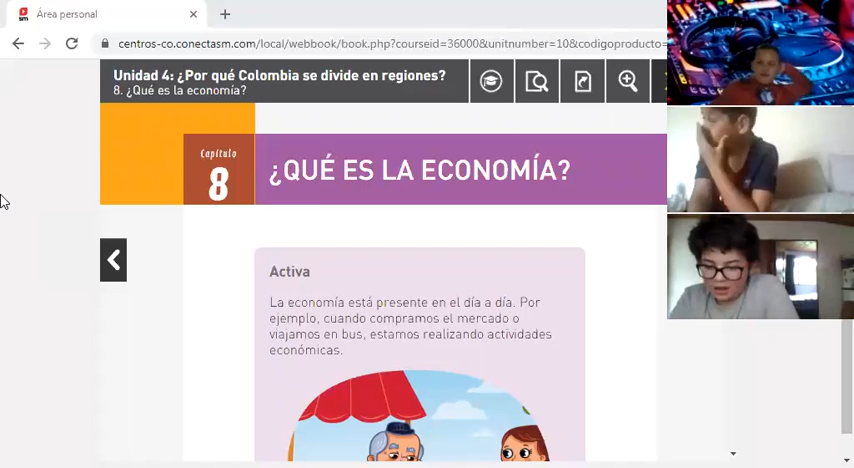 sm
Área personal
centros-co.conectasm.com/local/webbook/book.php?courseid=36000&unitnumber=10&codigoproducto=
Unidad 4: ¿Por qué Colombia se divide en regiones?
8. ¿Qué es la economía?
Capítulo
8
¿QUÉ ES LA ECONOMÍA?
Activa
La economía está presente en el día a día. Por
ejemplo, cuando compramos el mercado o
viajamos en bus, estamos realizando actividades
económicas.